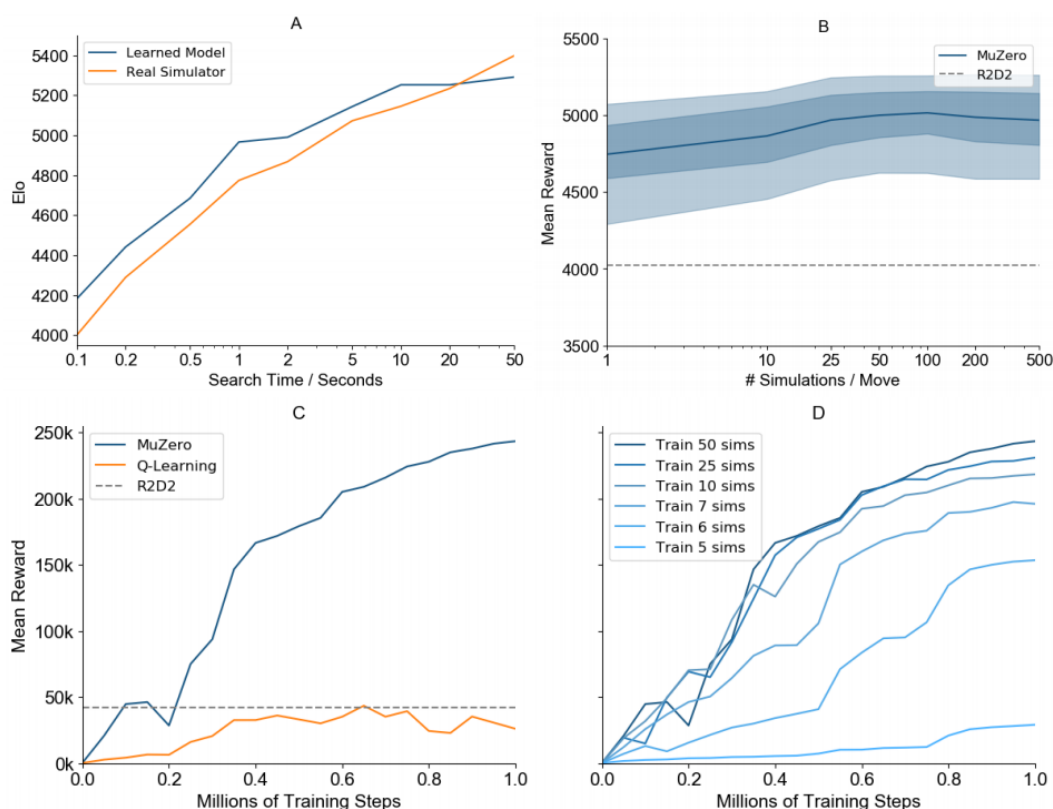 A
Learned Model
Real Simulator
5400
5200
5000
4800
4600
4400
4200
4000
Elo
0.1 0.2 0.5 1 2 5 10 20 50
Search Time / Seconds
B
MuZero
R2D2
5500
5000
4500
4000
3500
Mean Reward
1 10 25 50 100 200 500
# Simulations / Move
C
MuZero
Q-Learning
R2D2
250k
200k
150k
100k
50k
0k
Mean Reward
0.0 0.2 0.4 0.6 0.8 1.0
Millions of Training Steps
D
Train 50 sims
Train 25 sims
Train 10 sims
Train 7 sims
Train 6 sims
Train 5 sims
0.0 0.2 0.4 0.6 0.8 1.0
Millions of Training Steps